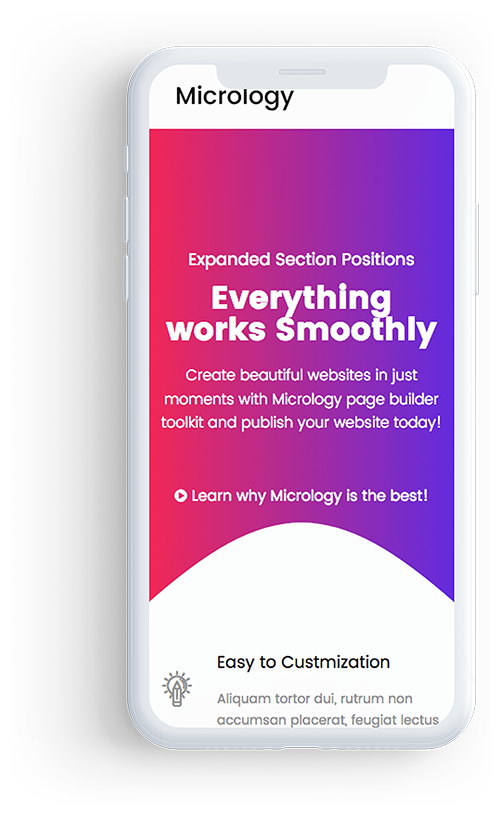 Micrology
Expanded Section Positions
Everything
works Smoothly
Create beautiful websites in just
moments with Micrology page builder
toolkit and publish your website today!
Learn why Micrology is the best!
Easy to Custmization
Aliquam tortor dui, rutrum non
accumsan placerat, feugiat lectus